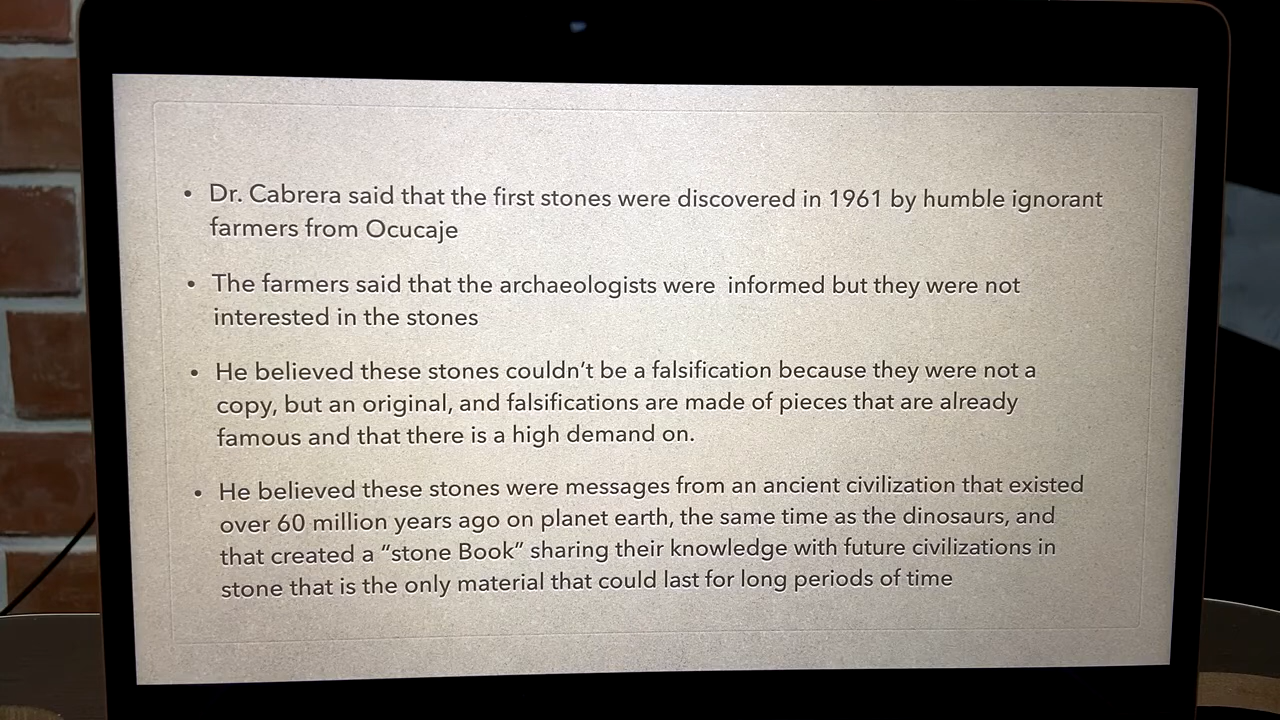 • Dr. Cabrera said that the first stones were discovered in 1961 by humble ignorant
farmers from Ocucaje
• The farmers said that the archaeologists were  informed but they were not
interested in the stones
• He believed these stones couldn’t be a falsification because they were not a
copy, but an original, and falsifications are made of pieces that are already
famous and that there is a high demand on.
• He believed these stones were messages from an ancient civilization that existed
over 60 million years ago on planet earth, the same time as the dinosaurs, and
that created a “stone Book” sharing their knowledge with future civilizations in
stone that is the only material that could last for long periods of time